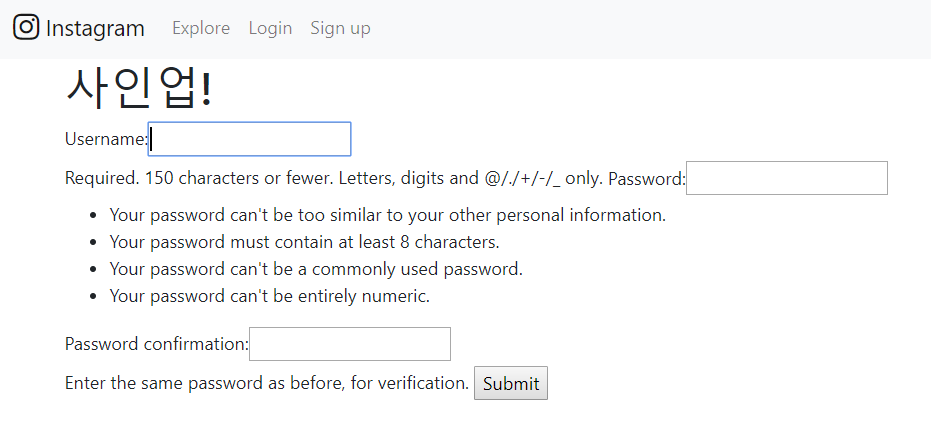 Instagram Explore Login Sign up
사인업!
Username:
Required. 150 characters or fewer. Letters, digits and @/./+/-/_ only. Password:
• Your password can't be too similar to your other personal information.
• Your password must contain at least 8 characters.
• Your password can't be a commonly used password.
• Your password can't be entirely numeric.
Password confirmation:
Enter the same password as before, for verification. Submit